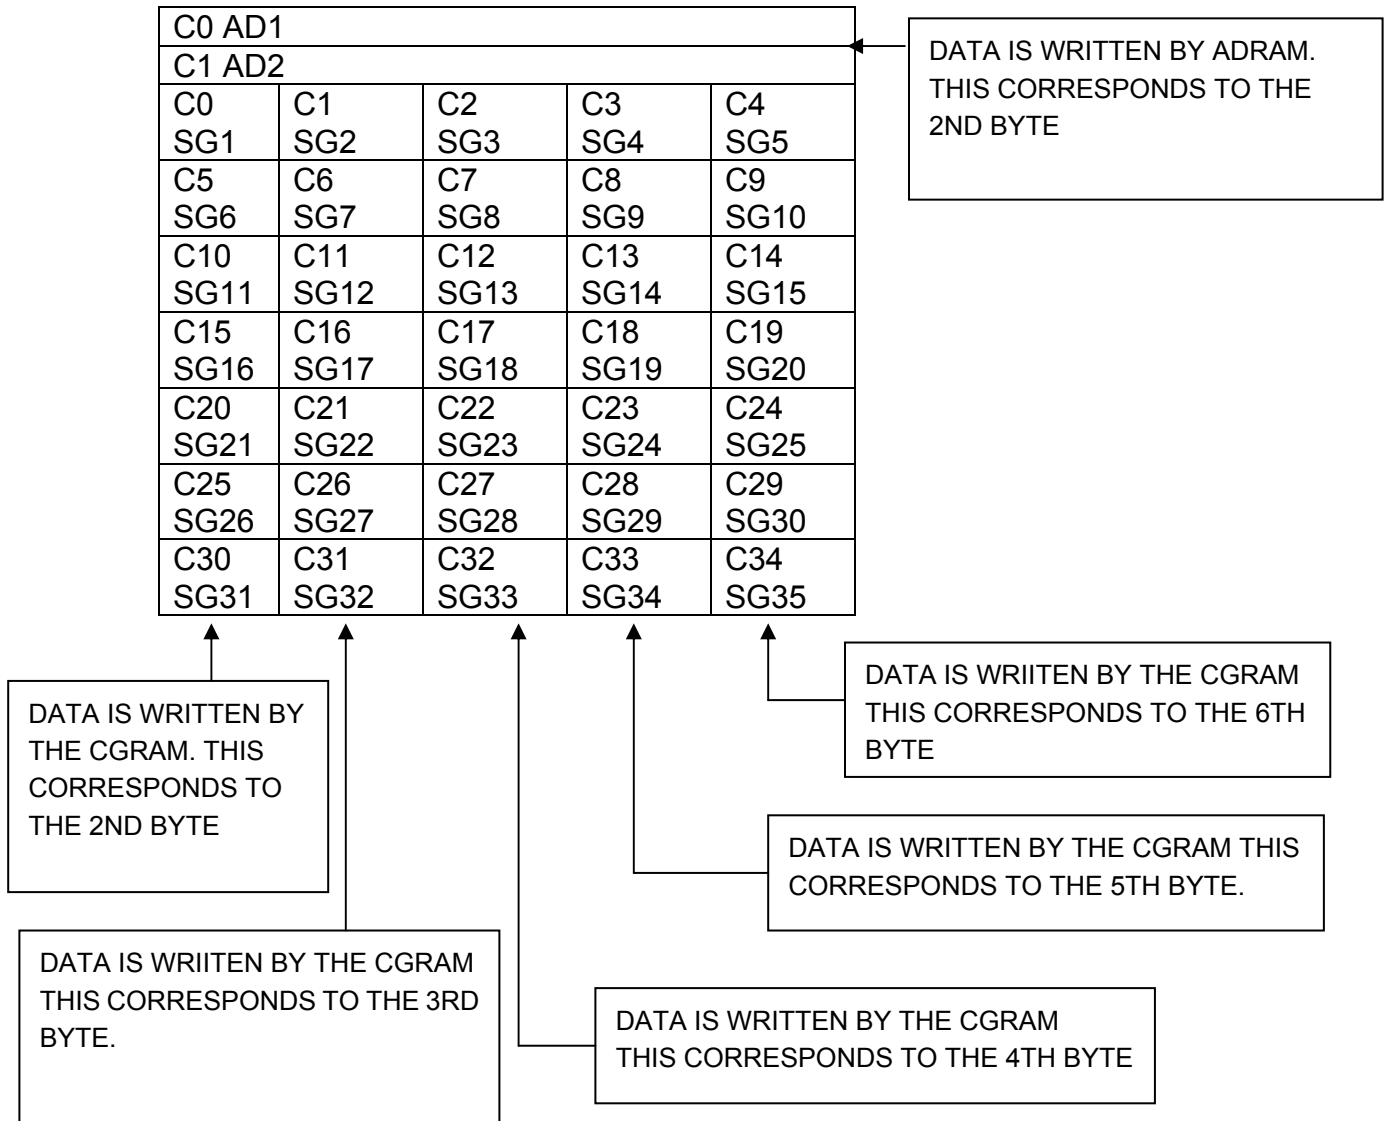 C0 AD1
C1 AD2
C0 C1 C2 C3 C4
SG1 SG2 SG3 SG4 SG5
C5 C6 C7 C8 C9
SG6 SG7 SG8 SG9 SG10
C10 C11 C12 C13 C14
SG11 SG12 SG13 SG14 SG15
C15 C16 C17 C18 C19
SG16 SG17 SG18 SG19 SG20
C20 C21 C22 C23 C24
SG21 SG22 SG23 SG24 SG25
C25 C26 C27 C28 C29
SG26 SG27 SG28 SG29 SG30
C30 C31 C32 C33 C34
SG31 SG32 SG33 SG34 SG35
DATA IS WRITTEN BY ADRAM.
THIS CORRESPONDS TO THE
2ND BYTE
DATA IS WRITTEN BY
THE CGRAM. THIS
CORRESPONDS TO
THE 2ND BYTE
DATA IS WRIITEN BY THE CGRAM
THIS CORRESPONDS TO THE 6TH
BYTE
DATA IS WRITTEN BY THE CGRAM THIS
CORRESPONDS TO THE 5TH BYTE.
DATA IS WRIITEN BY THE CGRAM
THIS CORRESPONDS TO THE 3RD
BYTE.
DATA IS WRITTEN BY THE CGRAM
THIS CORRESPONDS TO THE 4TH BYTE